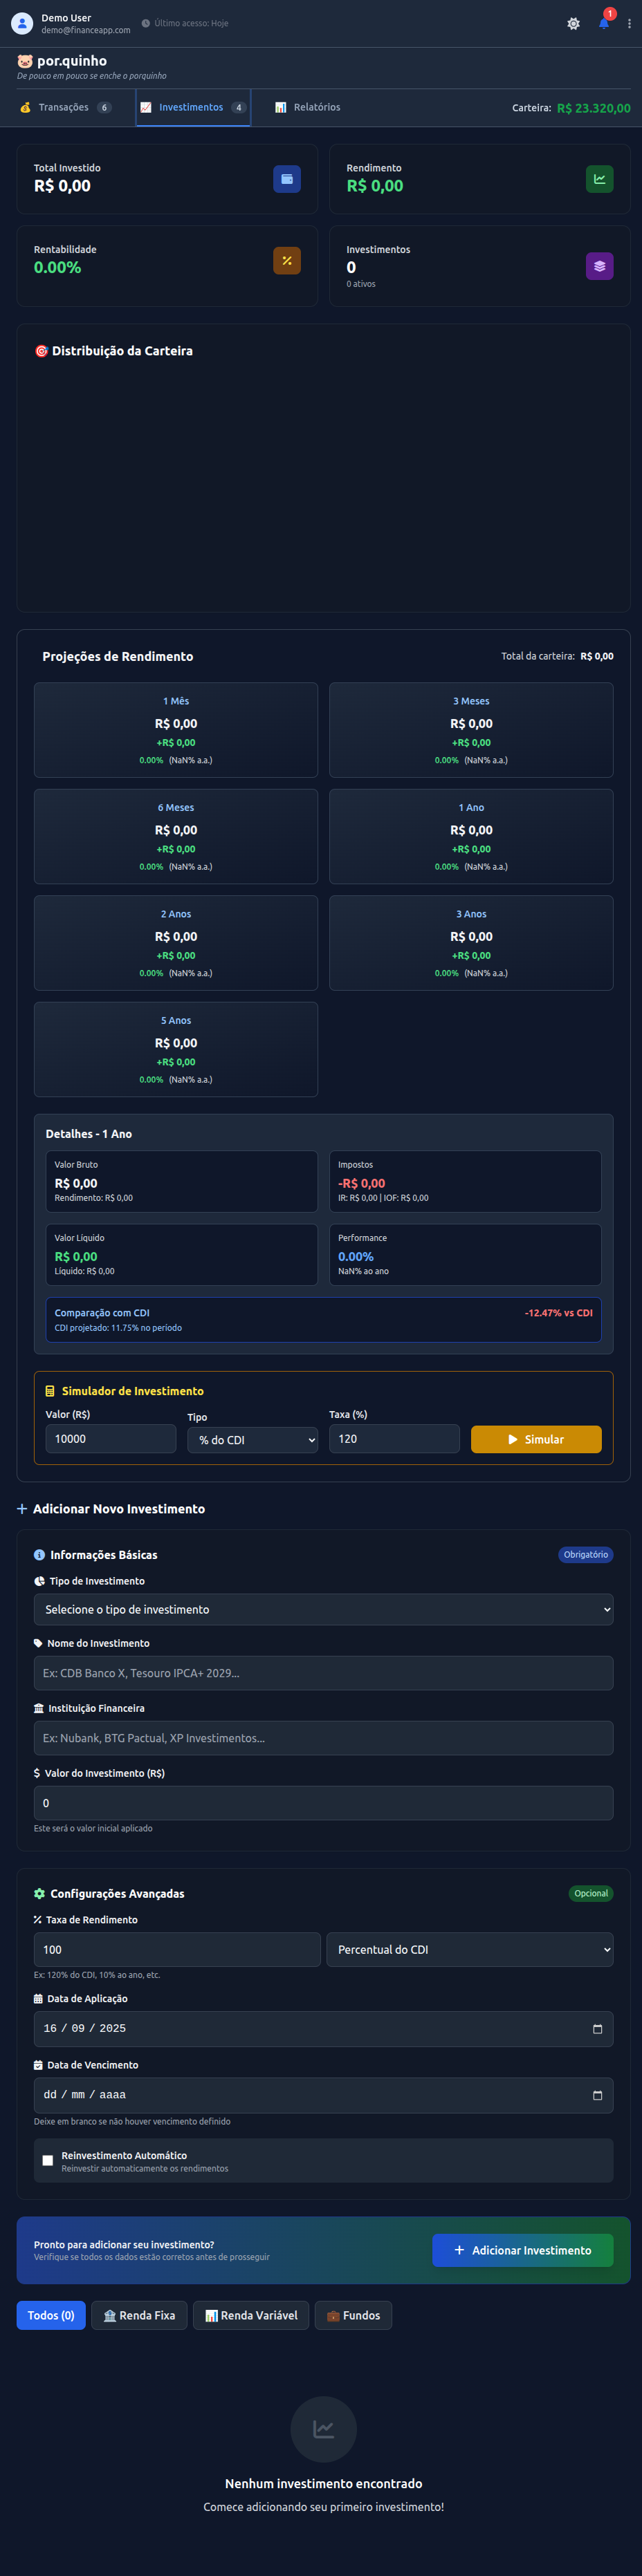 Demo User
demo@financeapp.com
Último acesso: Hoje
1
por.quinho
De pouco em pouco se enche o porquinho
Transações 6
Investimentos 4
Relatórios
Carteira: R$ 23.320,00
Total Investido
R$ 0,00
Rendimento
R$ 0,00
Rentabilidade
0.00%
Investimentos
0
0 ativos
Distribuição da Carteira
Projeções de Rendimento
Total da carteira: R$ 0,00
1 Mês
R$ 0,00
+R$ 0,00
0.00% (NaN% a.a.)
3 Meses
R$ 0,00
+R$ 0,00
0.00% (NaN% a.a.)
6 Meses
R$ 0,00
+R$ 0,00
0.00% (NaN% a.a.)
1 Ano
R$ 0,00
+R$ 0,00
0.00% (NaN% a.a.)
2 Anos
R$ 0,00
+R$ 0,00
0.00% (NaN% a.a.)
3 Anos
R$ 0,00
+R$ 0,00
0.00% (NaN% a.a.)
5 Anos
R$ 0,00
+R$ 0,00
0.00% (NaN% a.a.)
Detalhes - 1 Ano
Valor Bruto
R$ 0,00
Rendimento: R$ 0,00
Impostos
-R$ 0,00
IR: R$ 0,00 | IOF: R$ 0,00
Valor Líquido
R$ 0,00
Líquido: R$ 0,00
Performance
0.00%
NaN% ao ano
Comparação com CDI
-12.47% vs CDI
CDI projetado: 11.75% no período
Simulador de Investimento
Valor (R$)
10000
Tipo
% do CDI
Taxa (%)
120
Simular
Adicionar Novo Investimento
Informações Básicas
Obrigatório
Tipo de Investimento
Selecione o tipo de investimento
Nome do Investimento
Ex: CDB Banco X, Tesouro IPCA+ 2029...
Instituição Financeira
Ex: Nubank, BTG Pactual, XP Investimentos...
Valor do Investimento (R$)
0
Este será o valor inicial aplicado
Configurações Avançadas
Opcional
Taxa de Rendimento
100
Percentual do CDI
Ex: 120% do CDI, 10% ao ano, etc.
Data de Aplicação
16 / 09 / 2025
Data de Vencimento
dd / mm / aaaa
Deixe em branco se não houver vencimento definido
Reinvestimento Automático
Reinvestir automaticamente os rendimentos
Pronto para adicionar seu investimento?
Verifique se todos os dados estão corretos antes de prosseguir
Adicionar Investimento
Todos (0)
Renda Fixa
Renda Variável
Fundos
Nenhum investimento encontrado
Comece adicionando seu primeiro investimento!